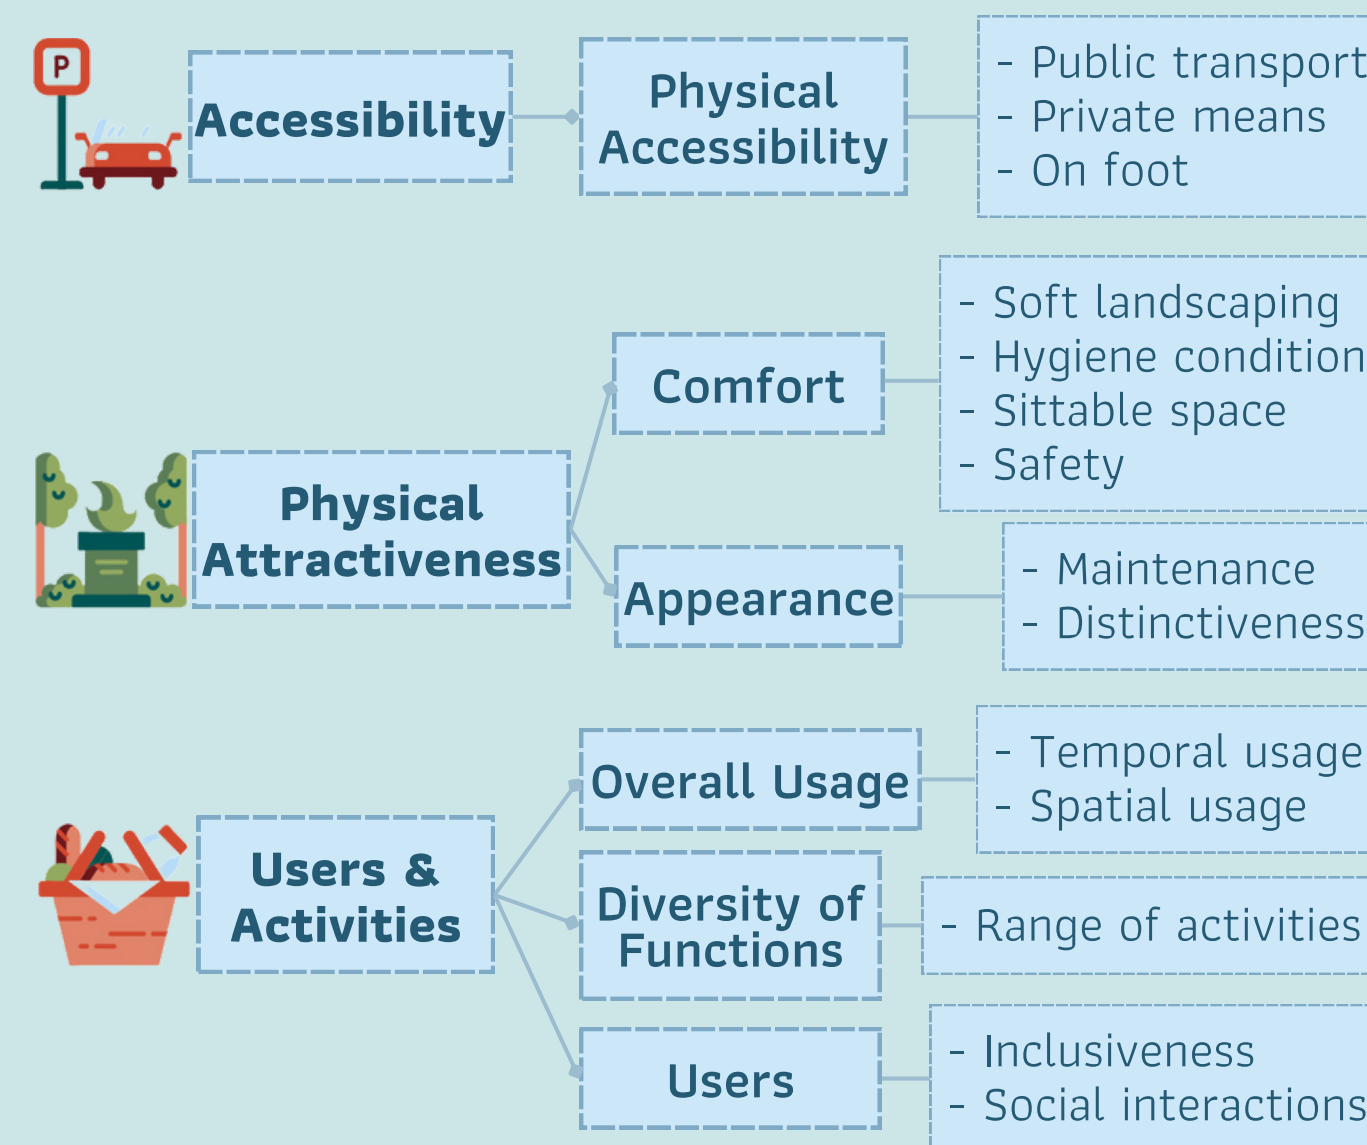 P
Accessibility
Physical
Accessibility
- Public transport
- Private means
- On foot
Physical
Attractiveness
Comfort
- Soft landscaping
- Hygiene condition
- Sittable space
- Safety
Appearance
- Maintenance
- Distinctiveness
Users &
Activities
Overall Usage
- Temporal usage
- Spatial usage
Diversity of
Functions
- Range of activities
Users
- Inclusiveness
- Social interactions